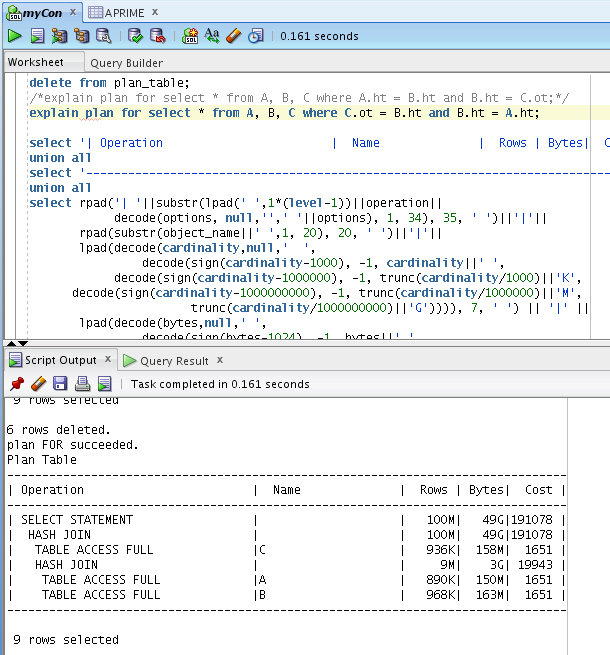 myCon x APRIME x
SQL Aa 0.161 seconds
Worksheet Query Builder
delete from plan_table;
/*explain plan for select * from A, B, C where A.ht = B.ht and B.ht = C.ot;*/
explain plan for select * from A, B, C where C.ot = B.ht and B.ht = A.ht;
select '| Operation | Name | Rows | Bytes| C
union all
select '--------------------------------------------------------------------------------
union all
select rpad('| '||substr(lpad(' ',1*(level-1))||operation||
decode(options, null,'',' '||options), 1, 34), 35, ' ')||'|'||
rpad(substr(object_name||' ',1, 20), 20, ' ')||'|'||
lpad(decode(cardinality,null,'  ',
decode(sign(cardinality-1000), -1, cardinality||' ',
decode(sign(cardinality-1000000), -1, trunc(cardinality/1000)||'K',
decode(sign(cardinality-1000000000), -1, trunc(cardinality/1000000)||'M',
trunc(cardinality/1000000000)||'G')))), 7, ' ') || '|' ||
lpad(decode(bytes,null,' ',
decode(sign(bytes-1024), -1, bytes||' '
Script Output x Query Result x
Task completed in 0.161 seconds
9 rows selected
6 rows deleted.
plan FOR succeeded.
Plan Table
--------------------------------------------------------------------------------
| Operation | Name | Rows | Bytes| Cost |
--------------------------------------------------------------------------------
| SELECT STATEMENT | | 100M| 49G|191078 |
| HASH JOIN | | 100M| 49G|191078 |
| TABLE ACCESS FULL |C | 936K| 158M| 1651 |
| HASH JOIN | | 9M| 3G| 19943 |
| TABLE ACCESS FULL |A | 890K| 150M| 1651 |
| TABLE ACCESS FULL |B | 968K| 163M| 1651 |
--------------------------------------------------------------------------------
9 rows selected